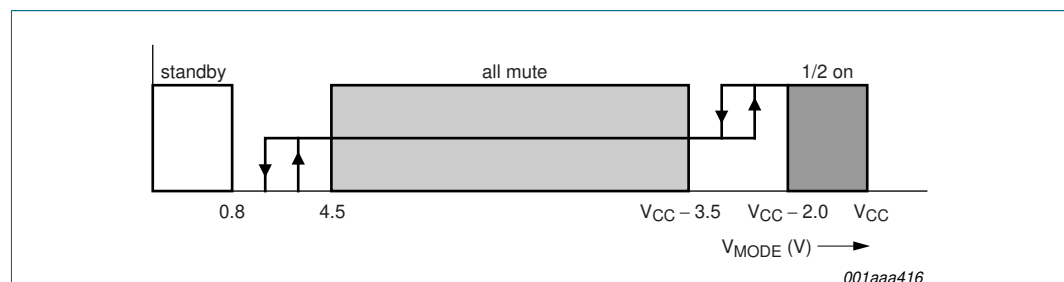 standby all mute 1/2 on
0.8 4.5 VCC – 3.5 VCC – 2.0 VCC
VMODE (V)
001aaa416